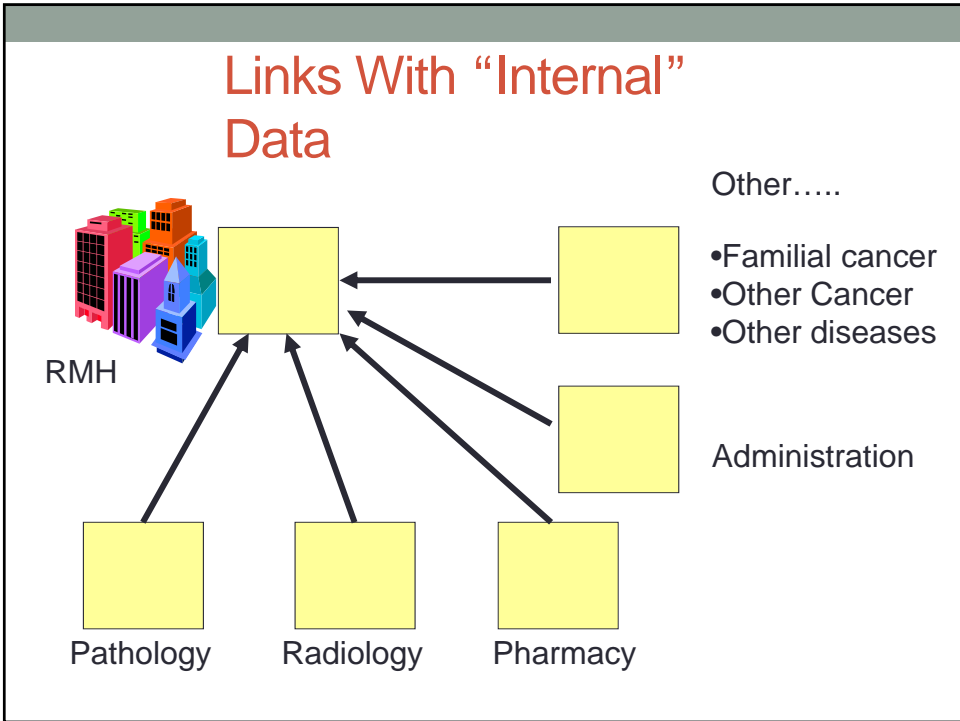 Links With “Internal”
Data
Other…..
•Familial cancer
•Other Cancer
•Other diseases
RMH
Administration
Pathology
Radiology
Pharmacy